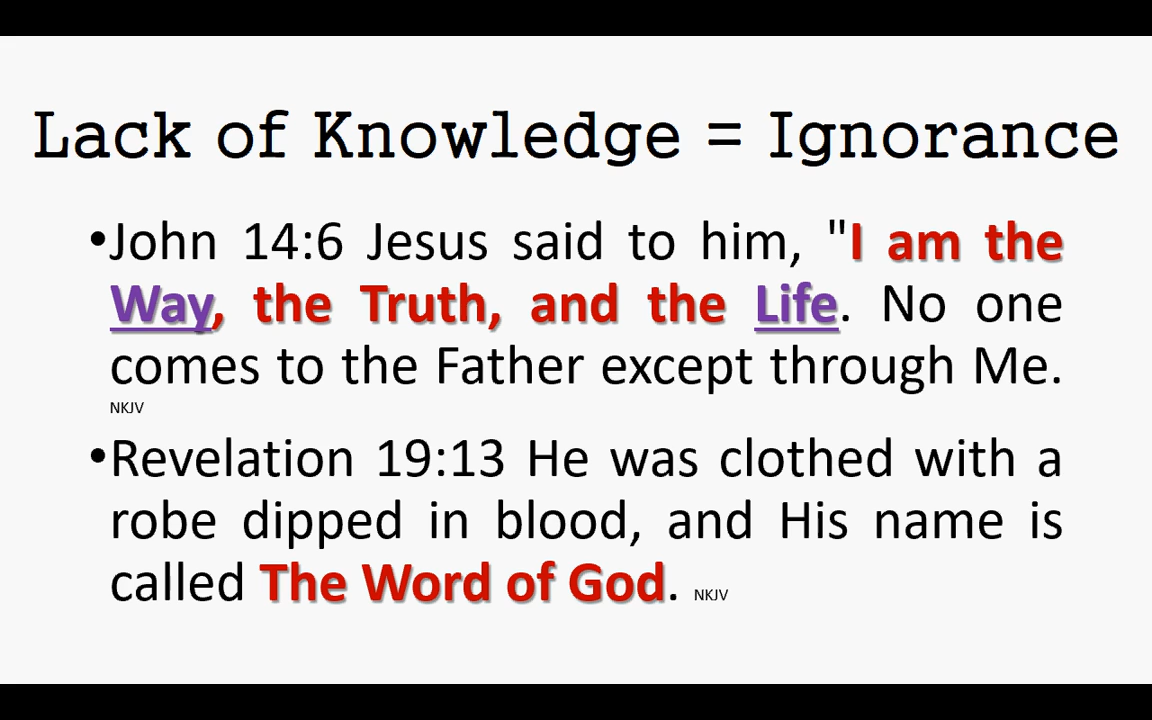 Lack of Knowledge = Ignorance
•John 14:6 Jesus said to him, "I am the
Way, the Truth, and the Life. No one
comes to the Father except through Me.
NKJV
•Revelation 19:13 He was clothed with a
robe dipped in blood, and His name is
called The Word of God. NKJV